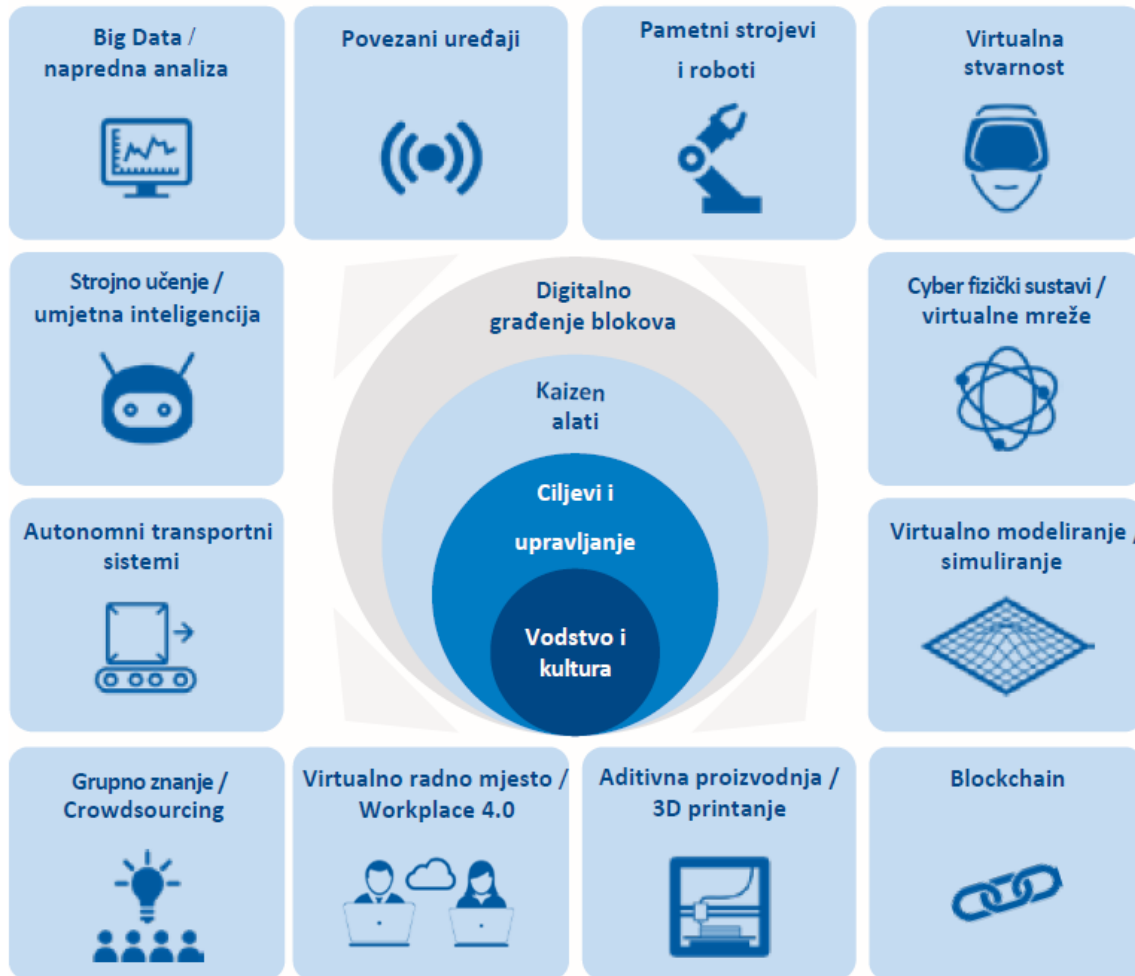 Big Data /
napredna analiza
Povezani uređaji
Pametni strojevi
i roboti
Virtualna
stvarnost
Strojno učenje /
umjetna inteligencija
Digitalno
građenje blokova
Cyber fizički sustavi /
virtualne mreže
Kaizen
alati
Ciljevi i
upravljanje
Vodstvo i
kultura
Autonomni transportni
sistemi
Virtualno modeliranje /
simuliranje
Grupno znanje /
Crowdsourcing
Virtualno radno mjesto /
Workplace 4.0
Aditivna proizvodnja /
3D printanje
Blockchain